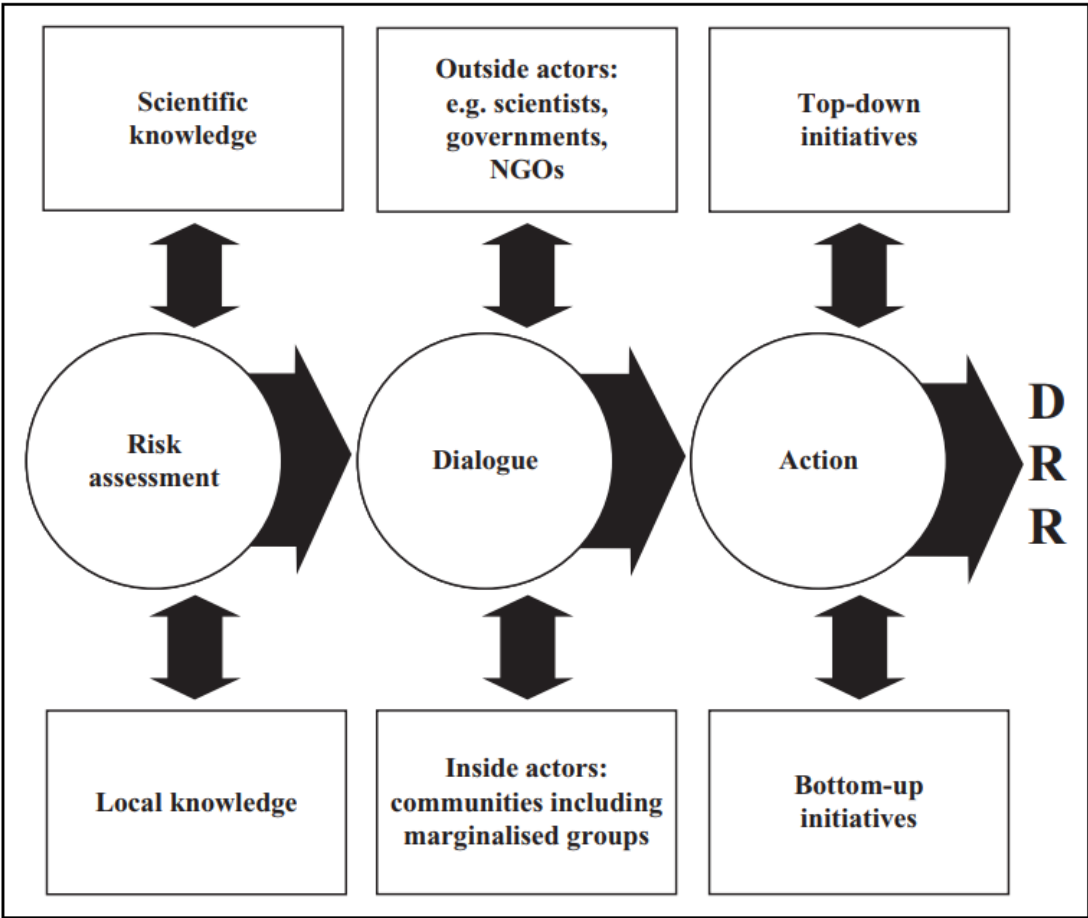 Scientific
knowledge
Outside actors:
e.g. scientists,
governments,
NGOs
Top-down
initiatives
Risk
assessment
Dialogue
Action
D
R
R
Local knowledge
Inside actors:
communities including
marginalised groups
Bottom-up
initiatives